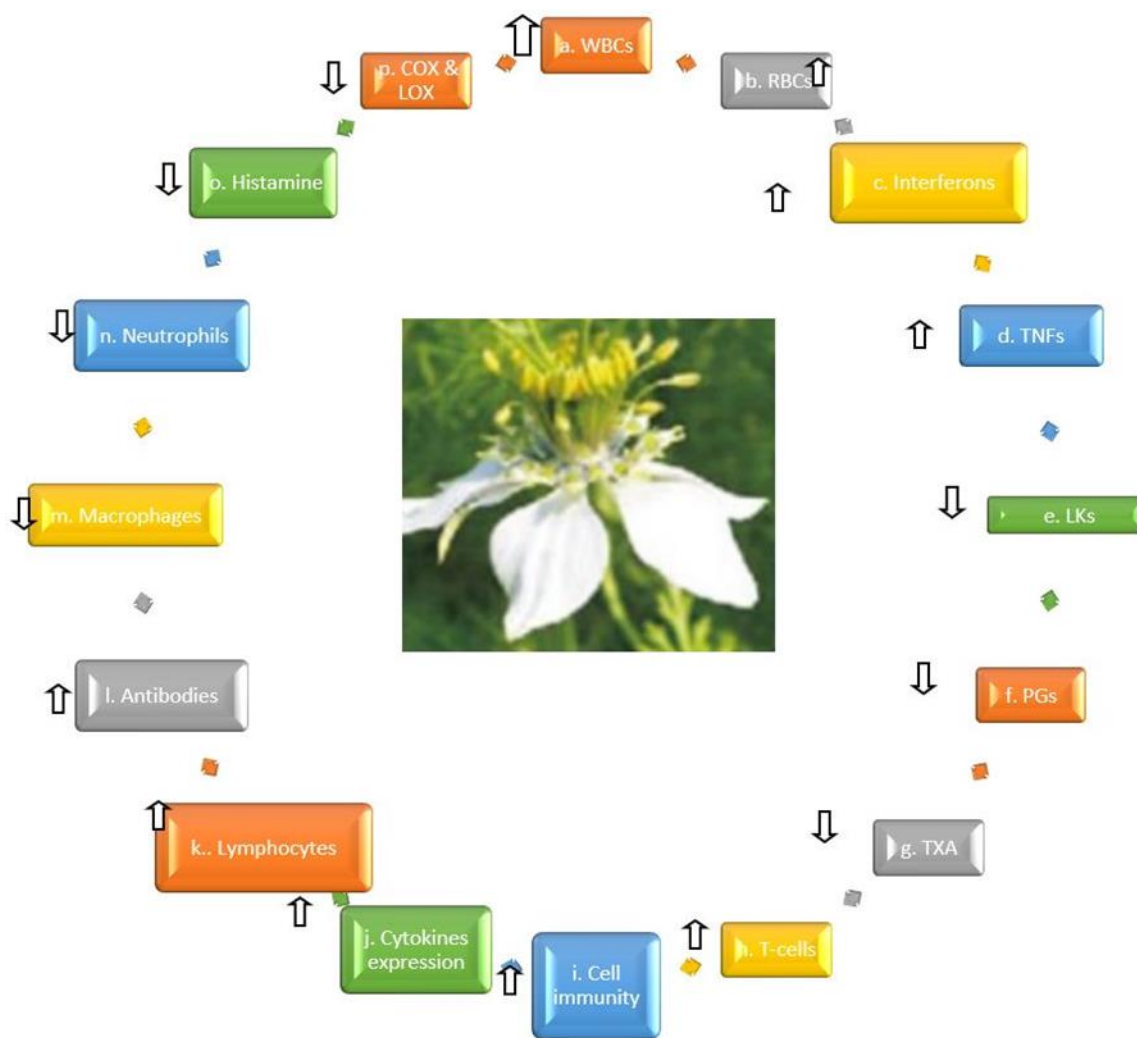 a. WBCs
b. RBCs
c. Interferons
d. TNFs
e. LKs
f. PGs
g. TXA
h. T-cells
i. Cell
immunity
j. Cytokines
expression
k.. Lymphocytes
l. Antibodies
m. Macrophages
n. Neutrophils
o. Histamine
p. COX &
LOX